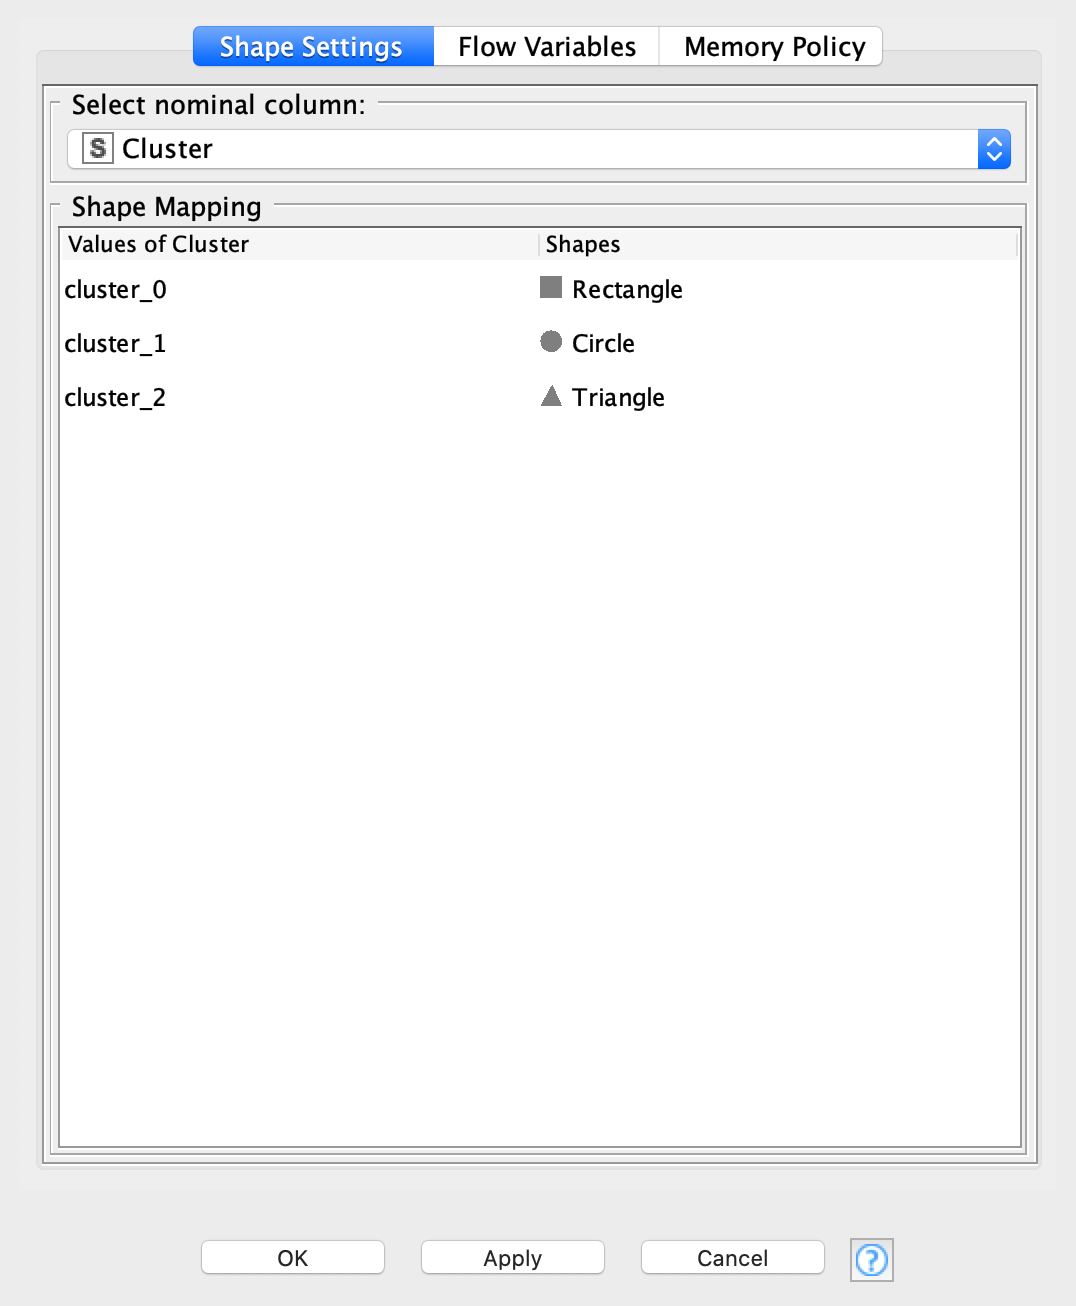 Shape Settings Flow Variables Memory Policy
Select nominal column:
S Cluster
Shape Mapping
Values of Cluster Shapes
cluster_0 Rectangle
cluster_1 Circle
cluster_2 Triangle
OK Apply Cancel ?